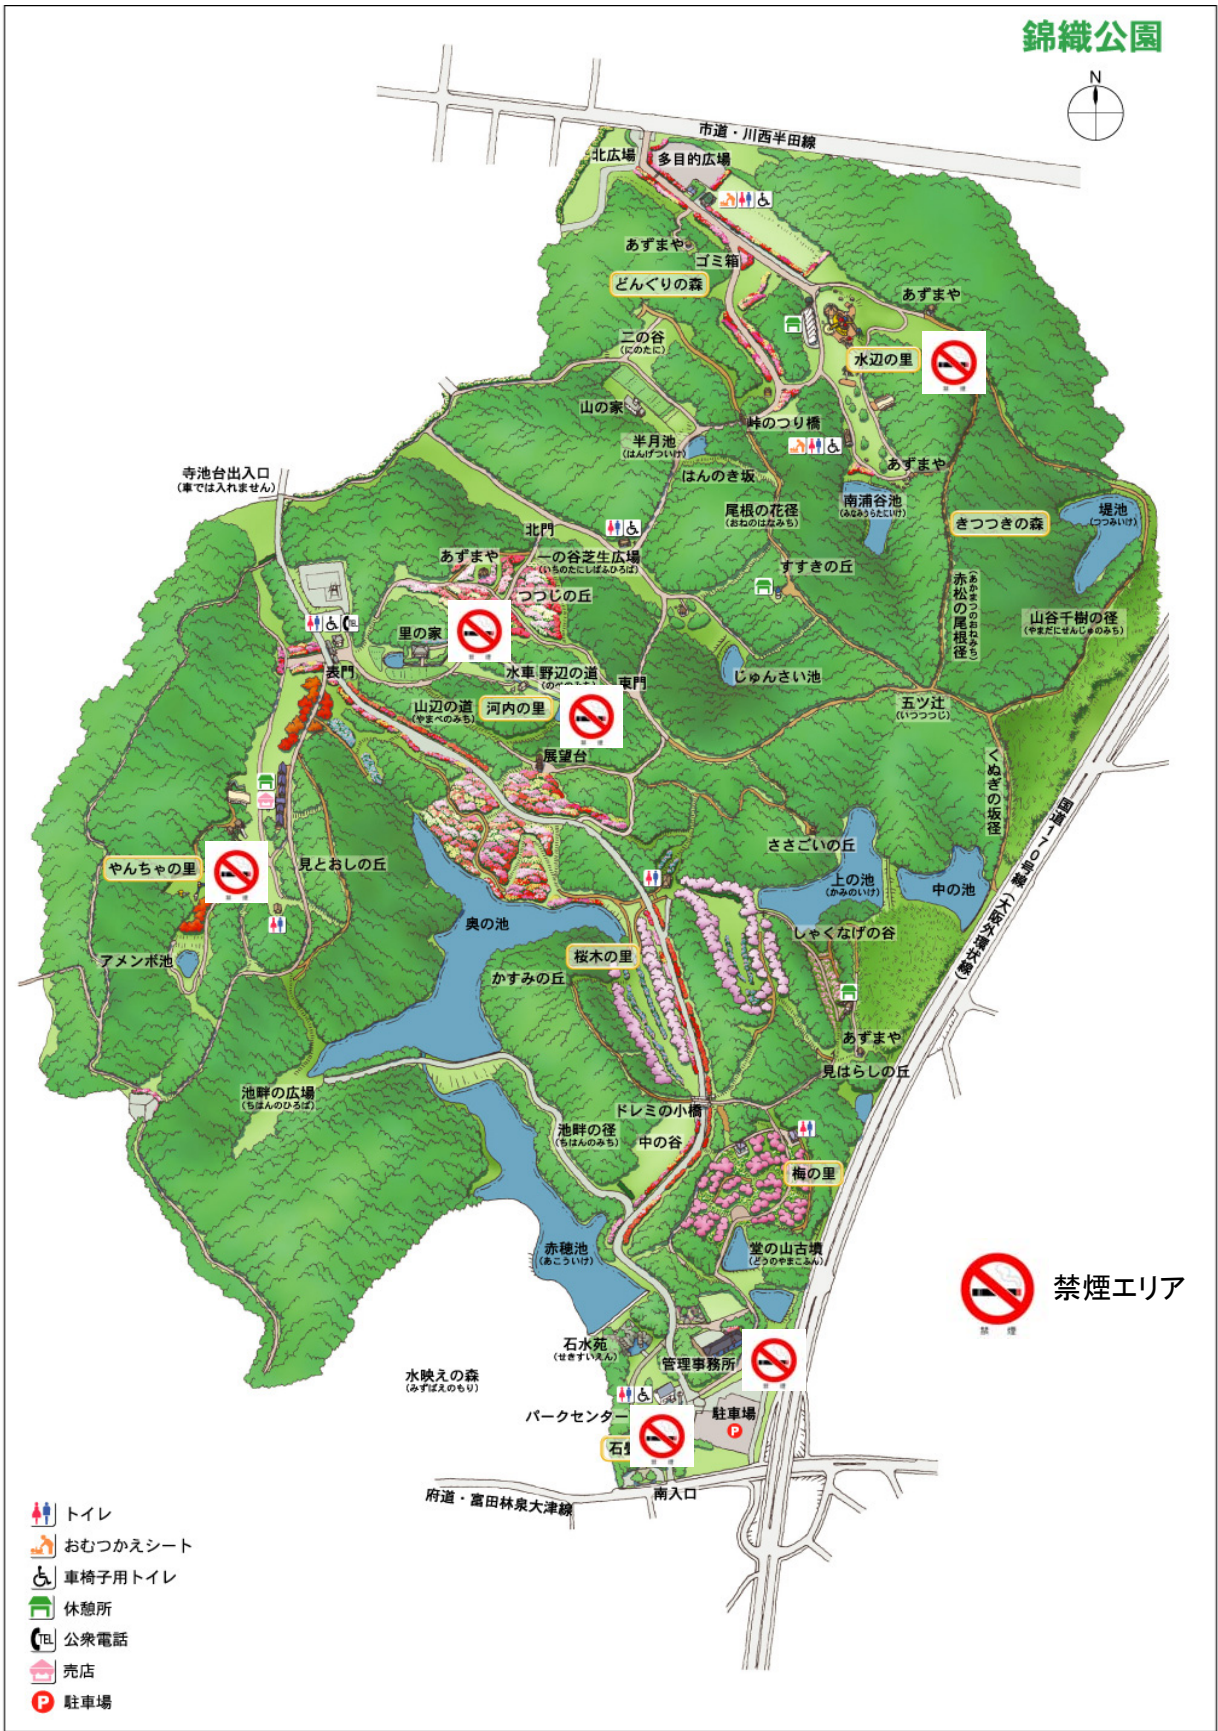 錦織公園
N
市道・川西半田線
北広場
多目的広場
あずまや
ゴミ箱
どんぐりの森
あずまや
二の谷
(にのたに)
水辺の里
禁 煙
山の家
峠のつり橋
半月池
(はんげついけ)
はんのき坂
あずまや
寺池台出入口
(車では入れません)
南浦谷池
(みなみうらたにいけ)
尾根の花径
(おねのはなみち)
きつつきの森
堤池
(つつみいけ)
北門
あずまや
一の谷芝生広場
(いちのたにしばふひろば)
すすきの丘
つつじの丘
赤松の尾根径
(あかまつのおねみち)
山谷千樹の径
(やまだにせんじゅのみち)
TEL
里の家
禁 煙
表門
水車
野辺の道
(のべのみち)
東門
じゅんさい池
山辺の道
(やまべのみち)
河内の里
禁 煙
五ツ辻
(いつつつじ)
展望台
くぬぎの坂径
国道170号線(大阪外環状線)
ささごいの丘
やんちゃの里
禁 煙
見とおしの丘
上の池
(かみのいけ)
中の池
奥の池
しゃくなげの谷
桜木の里
アメンボ池
かすみの丘
あずまや
見はらしの丘
池畔の広場
(ちはんのひろば)
ドレミの小橋
池畔の径
(ちはんのみち)
中の谷
梅の里
赤穂池
(あこういけ)
堂の山古墳
(どうのやまこふん)
禁煙エリア
禁 煙
石水苑
(せきすいえん)
管理事務所
禁 煙
水映えの森
(みずばえのもり)
パークセンター
駐車場
P
石
禁 煙
南入口
府道・富田林泉大津線
トイレ
おむつかえシート
車椅子用トイレ
休憩所
TEL 公衆電話
売店
P 駐車場